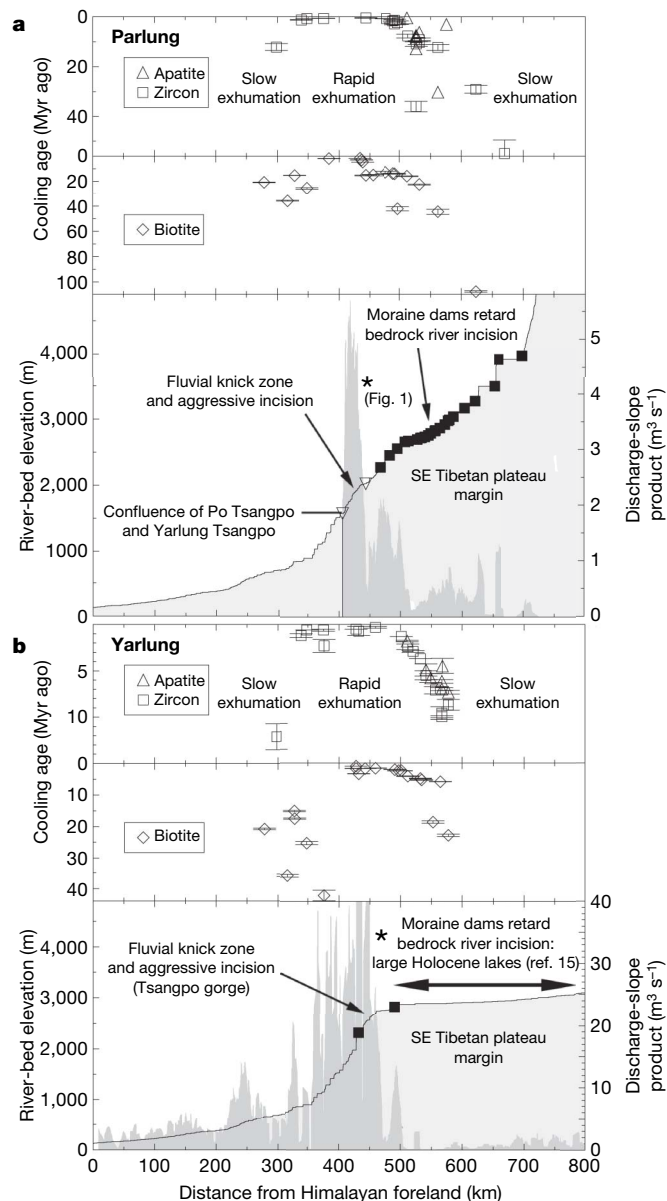 a
Parlung
Apatite
Zircon
Slow
exhumation
Rapid
exhumation
Slow
exhumation
0
20
40
Cooling age (Myr ago)
0
20
40
60
80
100
Biotite
Moraine dams retard
bedrock river incision
Fluvial knick zone
and aggressive incision
*
(Fig. 1)
Confluence of Po Tsangpo
and Yarlung Tsangpo
SE Tibetan plateau
margin
River-bed elevation (m)
4,000
3,000
2,000
1000
0
Discharge-slope
product (m³ s⁻¹)
5
4
3
2
1
0
b
Yarlung
Apatite
Zircon
Slow
exhumation
Rapid
exhumation
Slow
exhumation
5
10
Cooling age (Myr ago)
0
10
20
30
40
Biotite
Fluvial knick zone
and aggressive incision
(Tsangpo gorge)
*
Moraine dams retard
bedrock river incision:
large Holocene lakes (ref. 15)
SE Tibetan plateau
margin
River-bed elevation (m)
4,000
3,000
2,000
1,000
0
Discharge-slope
product (m³ s⁻¹)
40
30
20
10
0
0 100 200 300 400 500 600 700 800
Distance from Himalayan foreland (km)